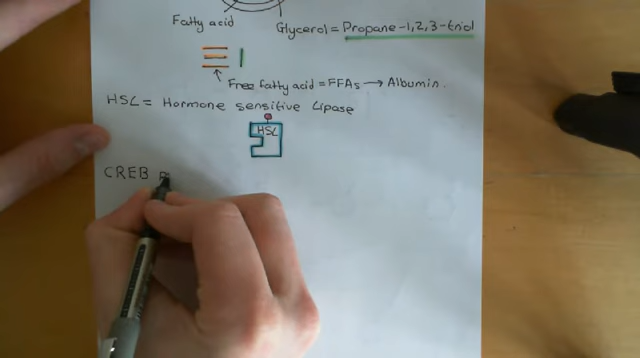 Fatty acid
Glycerol = Propane-1,2,3-triol
Free fatty acid = FFAs → Albumin.
HSL = Hormone sensitive Lipase
HSL
CREB